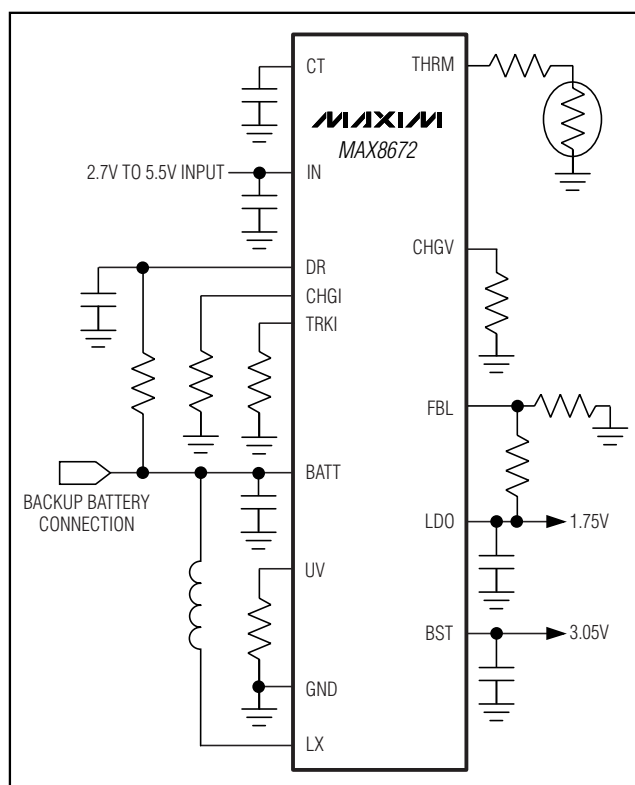 CT
THRM
MAXIM
MAX8672
2.7V TO 5.5V INPUT
IN
CHGV
DR
CHGI
TRKI
FBL
BATT
BACKUP BATTERY
CONNECTION
LDO
1.75V
UV
BST
3.05V
GND
LX